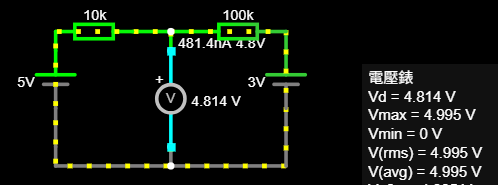 10k
100k
481.4nA 4.8V
5V
+
V
4.814 V
3V
電壓錶
Vd = 4.814 V
Vmax = 4.995 V
Vmin = 0 V
V(rms) = 4.995 V
V(avg) = 4.995 V